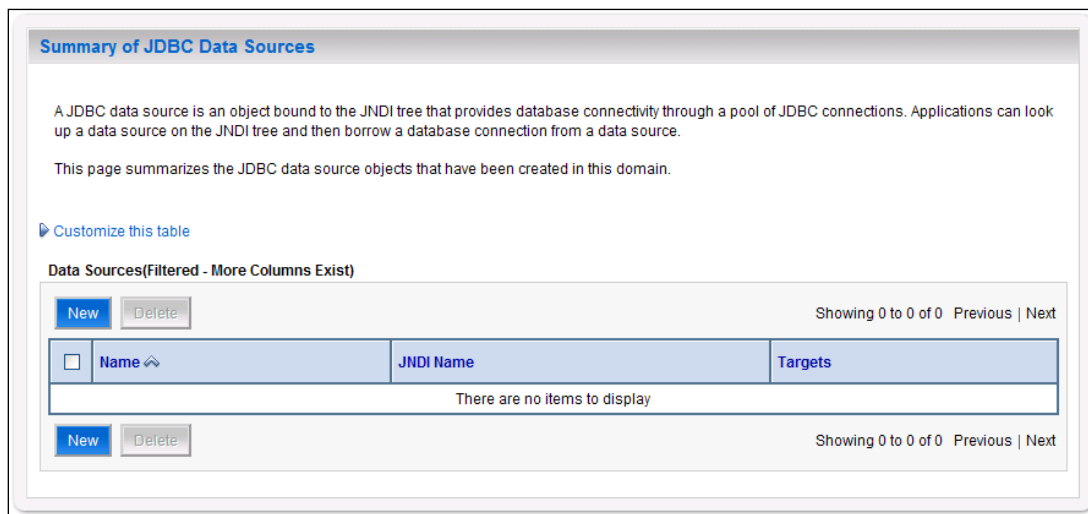 Summary of JDBC Data Sources
A JDBC data source is an object bound to the JNDI tree that provides database connectivity through a pool of JDBC connections. Applications can look
up a data source on the JNDI tree and then borrow a database connection from a data source.
This page summarizes the JDBC data source objects that have been created in this domain.
Customize this table
Data Sources(Filtered - More Columns Exist)
New Delete Showing 0 to 0 of 0 Previous | Next
Name JNDI Name Targets
There are no items to display
New Delete Showing 0 to 0 of 0 Previous | Next